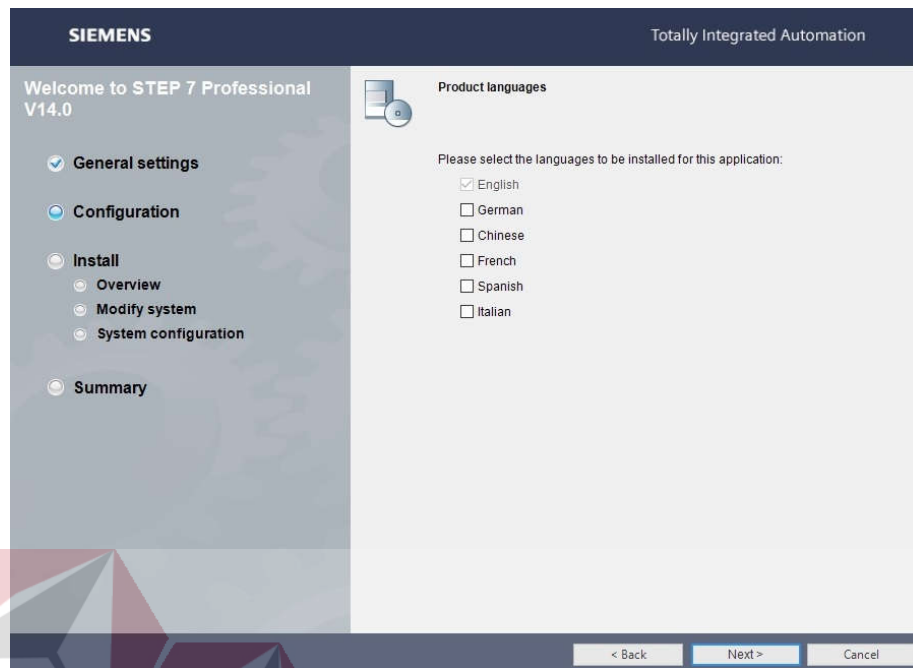 SIEMENS
Totally Integrated Automation
Welcome to STEP 7 Professional
V14.0
General settings
Configuration
Install
Overview
Modify system
System configuration
Summary
Product languages
Please select the languages to be installed for this application:
English
German
Chinese
French
Spanish
Italian
< Back
Next >
Cancel